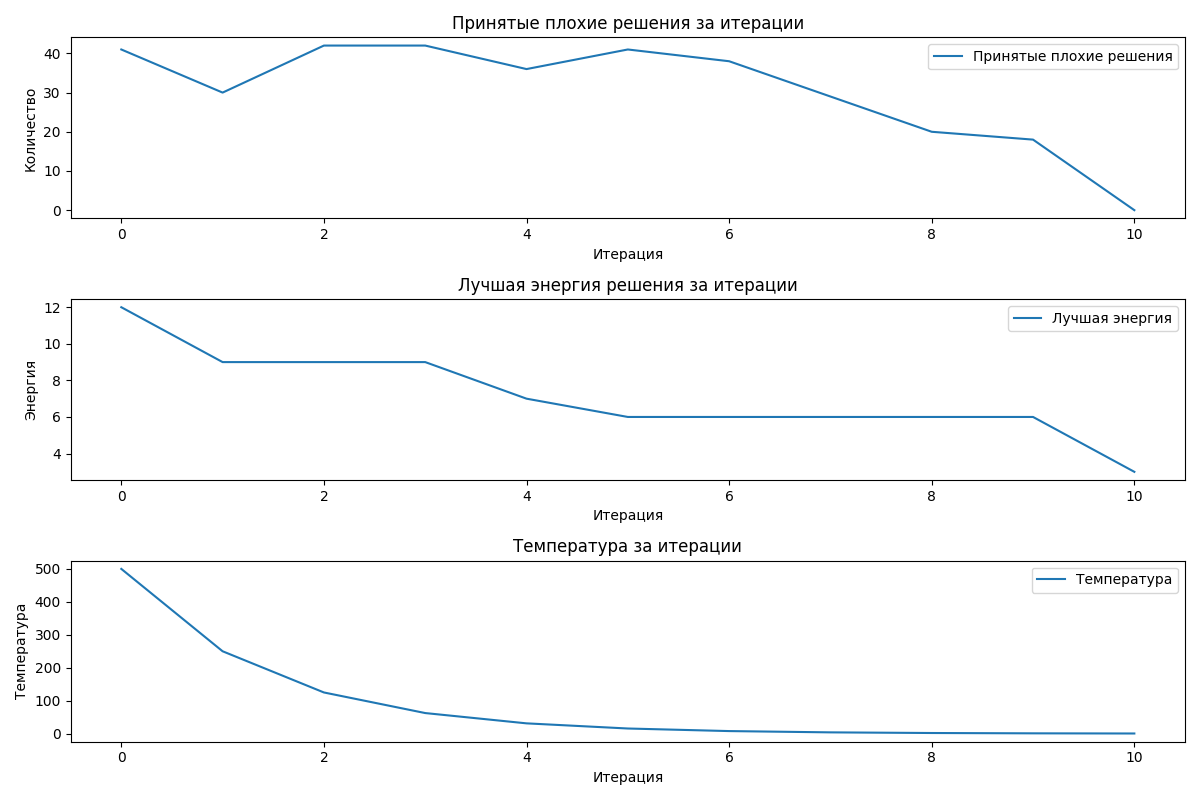 Принятые плохие решения за итерации
Принятые плохие решения
Количество
40
30
20
10
0
0 2 4 6 8 10
Итерация
Лучшая энергия решения за итерации
Лучшая энергия
Энергия
12
10
8
6
4
0 2 4 6 8 10
Итерация
Температура за итерации
Температура
Температура
500
400
300
200
100
0
0 2 4 6 8 10
Итерация